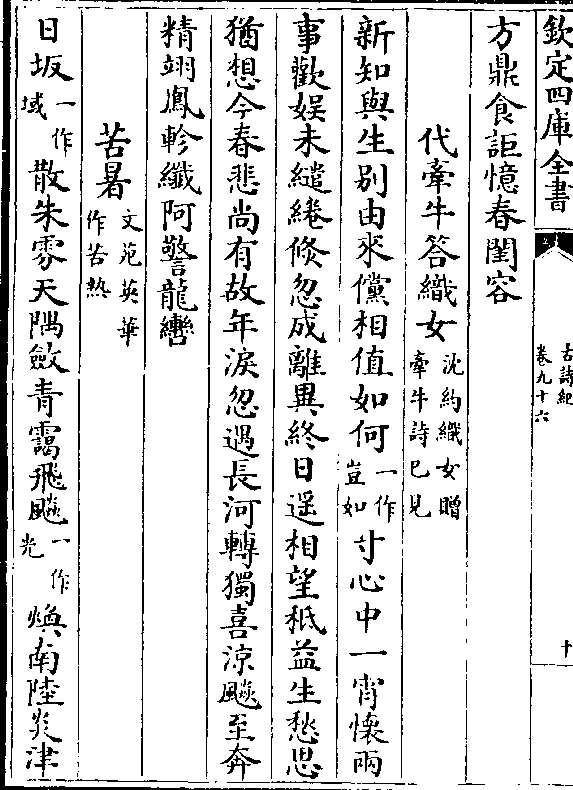 欽定四庫全書
古詩紀
卷九十六
十
方鼎食詎憶春閨容
代牽牛答織女 沈約織女贈
牽牛詩已見
新知與生别由來儻相值如何 一作
豈如 寸心中一宵懷兩
事歡娱未繾綣倐忽成離異終日遥相望秖益生愁思
猶想今春悲尚有故年淚忽遇長河轉獨喜涼飈至奔
精翊鳳軫纖阿警龍轡
苦暑 文苑英華
作苦熱
日坂 一作
域 散朱雰天隅斂青靄飛飈 一作
光 煥南陸炎津